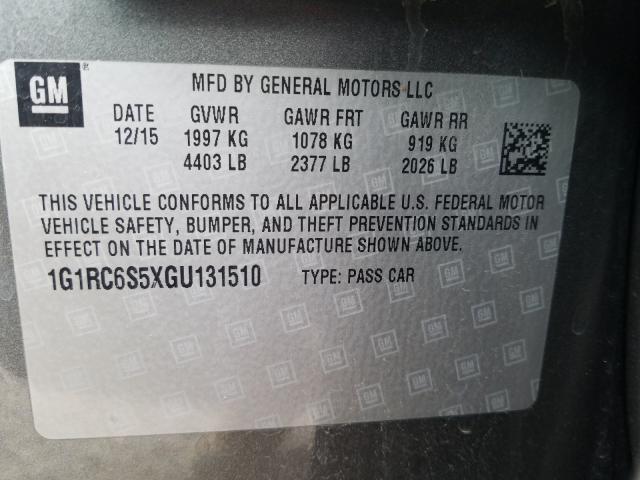 GM ®
MFD BY GENERAL MOTORS LLC
DATE GVWR GAWR FRT GAWR RR
12/15 1997 KG 1078 KG 919 KG
4403 LB 2377 LB 2026 LB
THIS VEHICLE CONFORMS TO ALL APPLICABLE U.S. FEDERAL MOTOR
VEHICLE SAFETY, BUMPER, AND THEFT PREVENTION STANDARDS IN
EFFECT ON THE DATE OF MANUFACTURE SHOWN ABOVE.
1G1RC6S5XGU131510 TYPE: PASS CAR